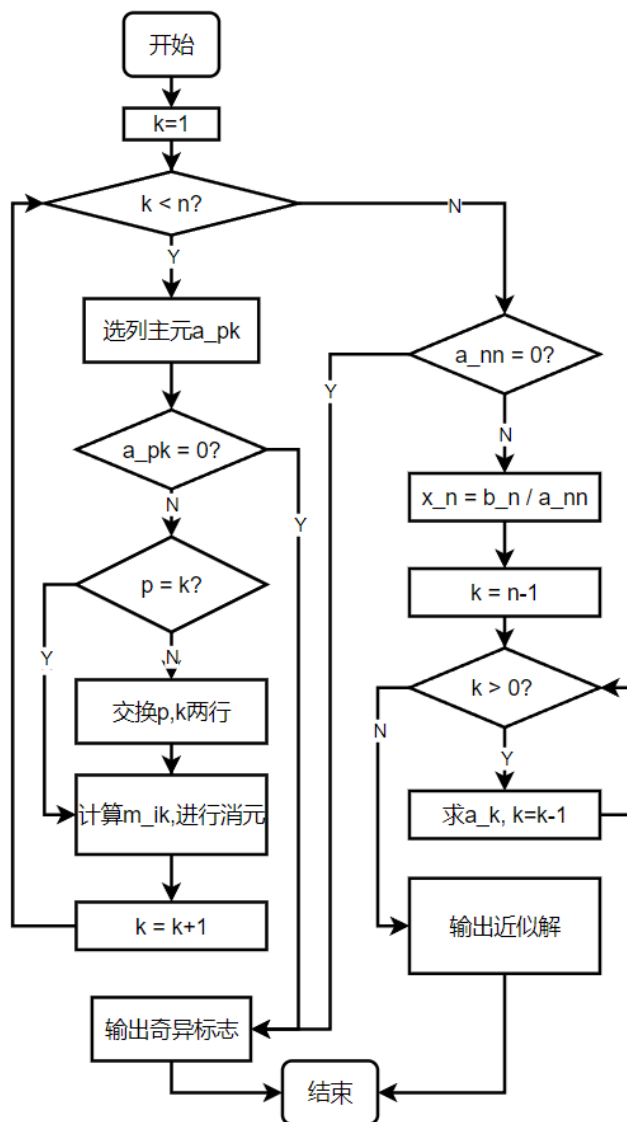 开始
k=1
k < n?
N
Y
选列主元a_pk
a_nn = 0?
Y
a_pk = 0?
N
Y
N
x_n = b_n / a_nn
p = k?
k = n-1
Y
N
k > 0?
交换p,k两行
N
Y
计算m_ik,进行消元
求a_k, k=k-1
k = k+1
输出近似解
输出奇异标志
结束